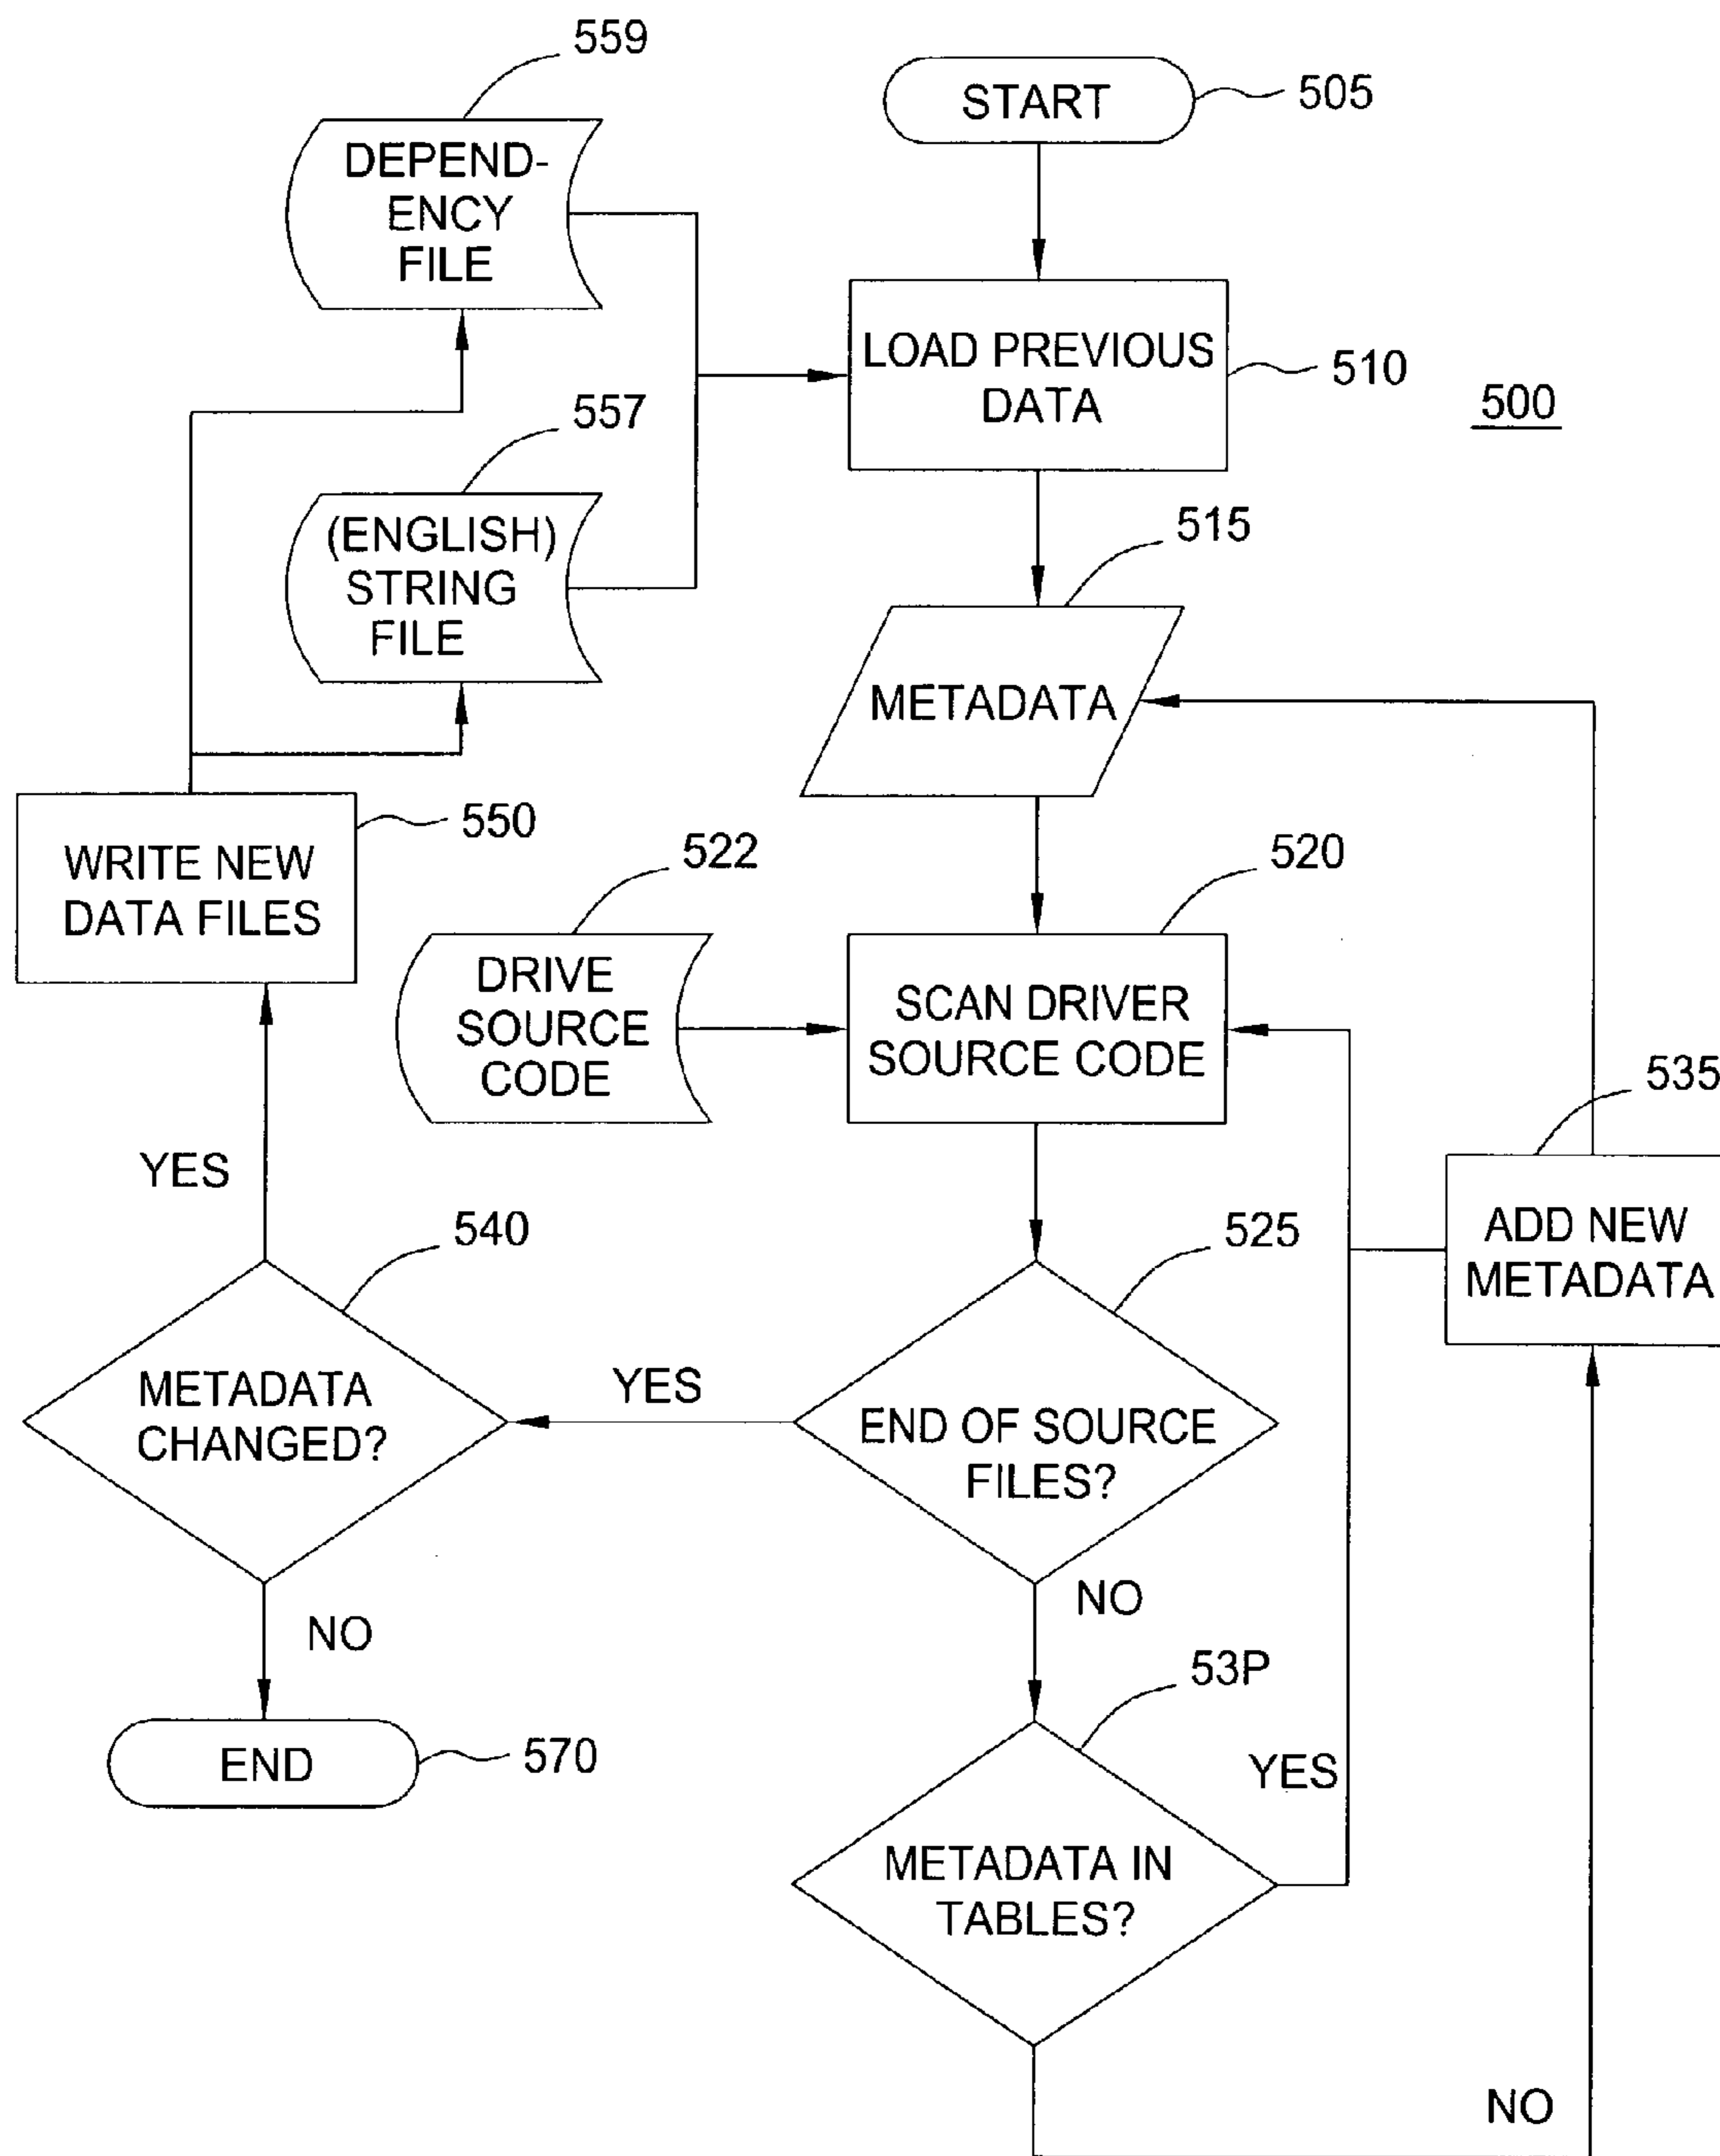 559
START
505
DEPEND-
ENCY
FILE
LOAD PREVIOUS
DATA
510
500
557
(ENGLISH)
STRING
FILE
515
METADATA
550
WRITE NEW
DATA FILES
522
520
DRIVE
SOURCE
CODE
SCAN DRIVER
SOURCE CODE
535
YES
ADD NEW
METADATA
540
525
METADATA
CHANGED?
YES
END OF SOURCE
FILES?
NO
NO
53P
END
570
YES
METADATA IN
TABLES?
NO